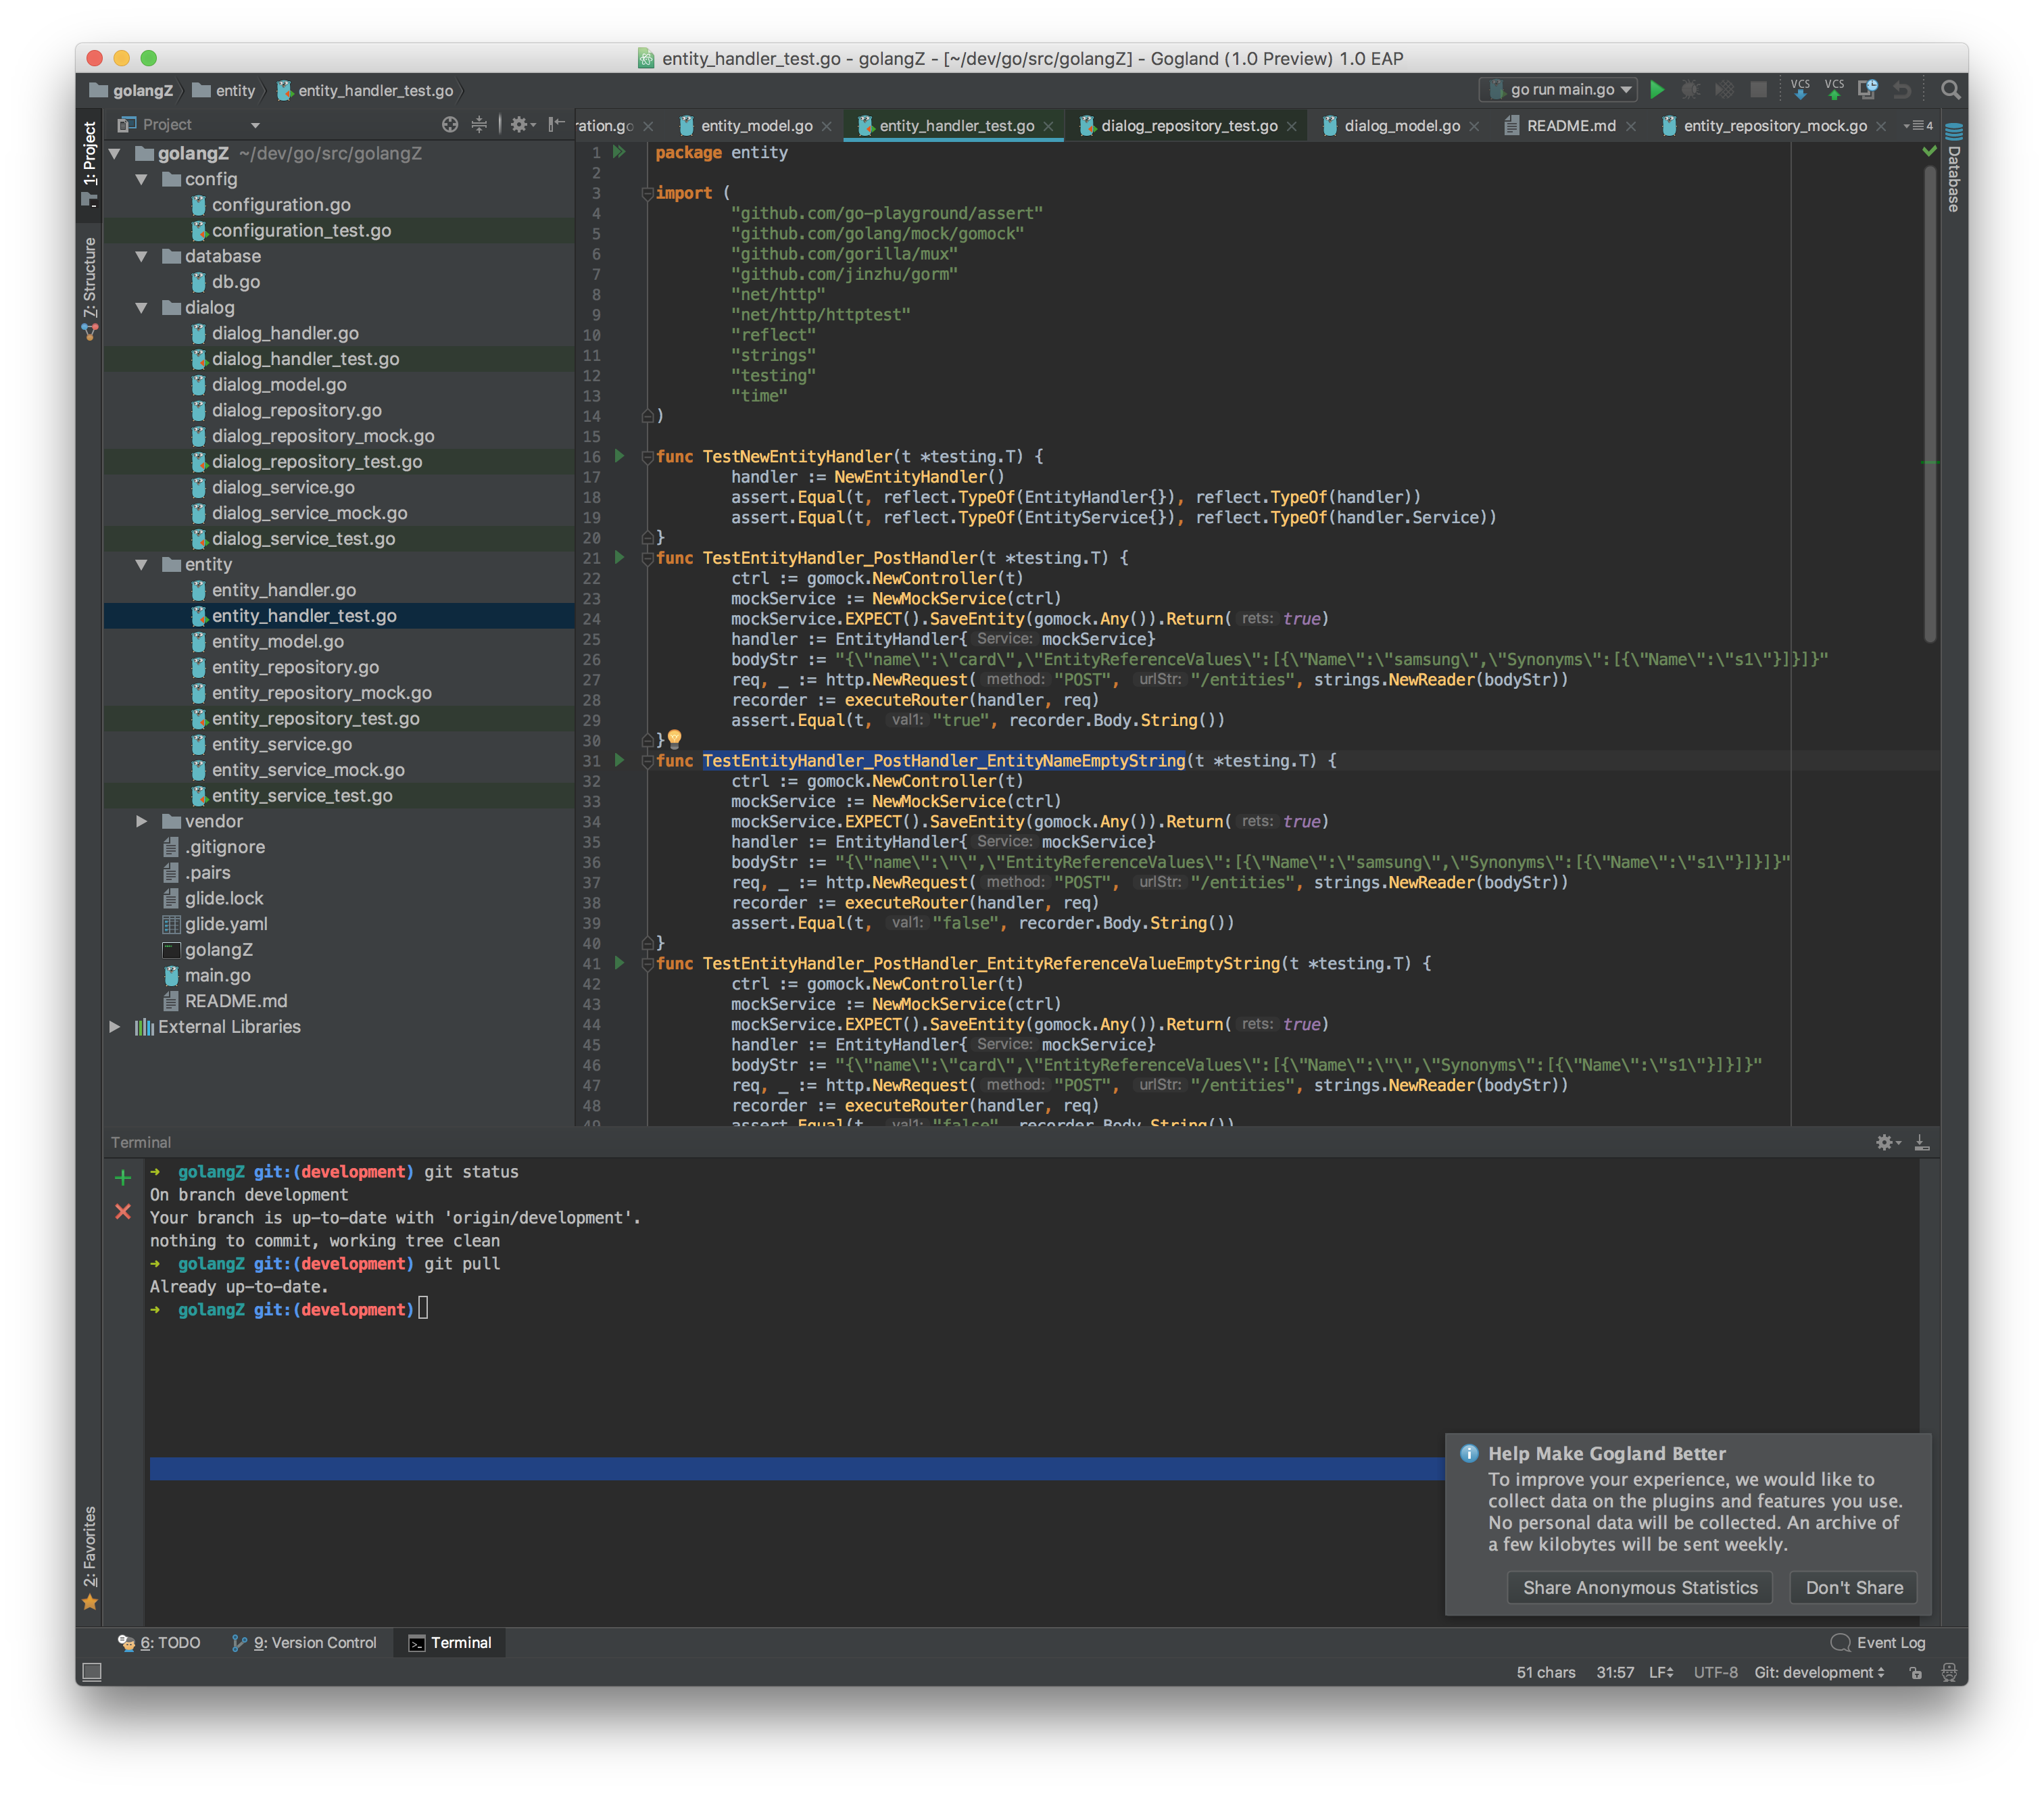 entity_handler_test.go - golangZ - [~/dev/go/src/golangZ] - Gogland (1.0 Preview) 1.0 EAP
golangZ entity entity_handler_test.go
go run main.go
VCS VCS
Project
ration.go entity_model.go entity_handler_test.go dialog_repository_test.go dialog_model.go README.md entity_repository_mock.go 4
1: Project
7: Structure
2: Favorites
Database
golangZ ~/dev/go/src/golangZ
config
configuration.go
configuration_test.go
database
db.go
dialog
dialog_handler.go
dialog_handler_test.go
dialog_model.go
dialog_repository.go
dialog_repository_mock.go
dialog_repository_test.go
dialog_service.go
dialog_service_mock.go
dialog_service_test.go
entity
entity_handler.go
entity_handler_test.go
entity_model.go
entity_repository.go
entity_repository_mock.go
entity_repository_test.go
entity_service.go
entity_service_mock.go
entity_service_test.go
vendor
.gitignore
.pairs
glide.lock
glide.yaml
golangZ
main.go
README.md
External Libraries
1 package entity
2
3 import (
4 "github.com/go-playground/assert"
5 "github.com/golang/mock/gomock"
6 "github.com/gorilla/mux"
7 "github.com/jinzhu/gorm"
8 "net/http"
9 "net/http/httptest"
10 "reflect"
11 "strings"
12 "testing"
13 "time"
14 )
15
16 func TestNewEntityHandler(t *testing.T) {
17 handler := NewEntityHandler()
18 assert.Equal(t, reflect.TypeOf(EntityHandler{}), reflect.TypeOf(handler))
19 assert.Equal(t, reflect.TypeOf(EntityService{}), reflect.TypeOf(handler.Service))
20 }
21 func TestEntityHandler_PostHandler(t *testing.T) {
22 ctrl := gomock.NewController(t)
23 mockService := NewMockService(ctrl)
24 mockService.EXPECT().SaveEntity(gomock.Any()).Return( rets: true)
25 handler := EntityHandler{ Service: mockService}
26 bodyStr := "{\"name\":\"card\",\"EntityReferenceValues\":[{\"Name\":\"samsung\",\"Synonyms\":[{\"Name\":\"s1\"}]}]}"
27 req, _ := http.NewRequest( method: "POST", urlStr: "/entities", strings.NewReader(bodyStr))
28 recorder := executeRouter(handler, req)
29 assert.Equal(t, val1: "true", recorder.Body.String())
30 }
31 func TestEntityHandler_PostHandler_EntityNameEmptyString(t *testing.T) {
32 ctrl := gomock.NewController(t)
33 mockService := NewMockService(ctrl)
34 mockService.EXPECT().SaveEntity(gomock.Any()).Return( rets: true)
35 handler := EntityHandler{ Service: mockService}
36 bodyStr := "{\"name\":\"\",\"EntityReferenceValues\":[{\"Name\":\"samsung\",\"Synonyms\":[{\"Name\":\"s1\"}]}]}"
37 req, _ := http.NewRequest( method: "POST", urlStr: "/entities", strings.NewReader(bodyStr))
38 recorder := executeRouter(handler, req)
39 assert.Equal(t, val1: "false", recorder.Body.String())
40 }
41 func TestEntityHandler_PostHandler_EntityReferenceValueEmptyString(t *testing.T) {
42 ctrl := gomock.NewController(t)
43 mockService := NewMockService(ctrl)
44 mockService.EXPECT().SaveEntity(gomock.Any()).Return( rets: true)
45 handler := EntityHandler{ Service: mockService}
46 bodyStr := "{\"name\":\"card\",\"EntityReferenceValues\":[{\"Name\":\"\",\"Synonyms\":[{\"Name\":\"s1\"}]}]}"
47 req, _ := http.NewRequest( method: "POST", urlStr: "/entities", strings.NewReader(bodyStr))
48 recorder := executeRouter(handler, req)
49 assert.Equal(t, val1: "false", recorder.Body.String())
Terminal
→ golangZ git:(development) git status
On branch development
Your branch is up-to-date with 'origin/development'.
nothing to commit, working tree clean
→ golangZ git:(development) git pull
Already up-to-date.
→ golangZ git:(development)
Help Make Gogland Better
To improve your experience, we would like to
collect data on the plugins and features you use.
No personal data will be collected. An archive of
a few kilobytes will be sent weekly.
Share Anonymous Statistics Don't Share
6: TODO 9: Version Control Terminal Event Log
51 chars 31:57 LF UTF-8 Git: development